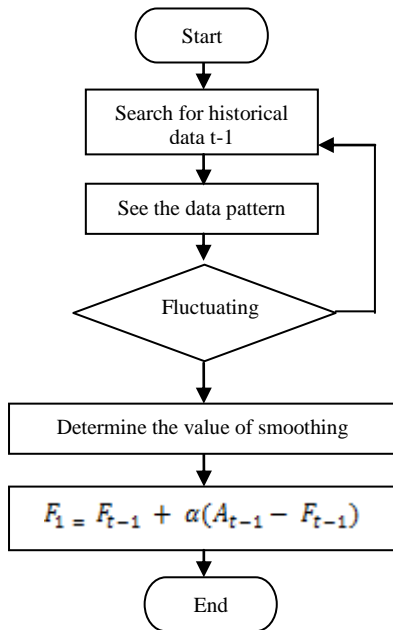 Start
Search for historical
data t-1
See the data pattern
Fluctuating
Determine the value of smoothing
F₁ = Fₜ₋₁ + α(Aₜ₋₁ − Fₜ₋₁)
End